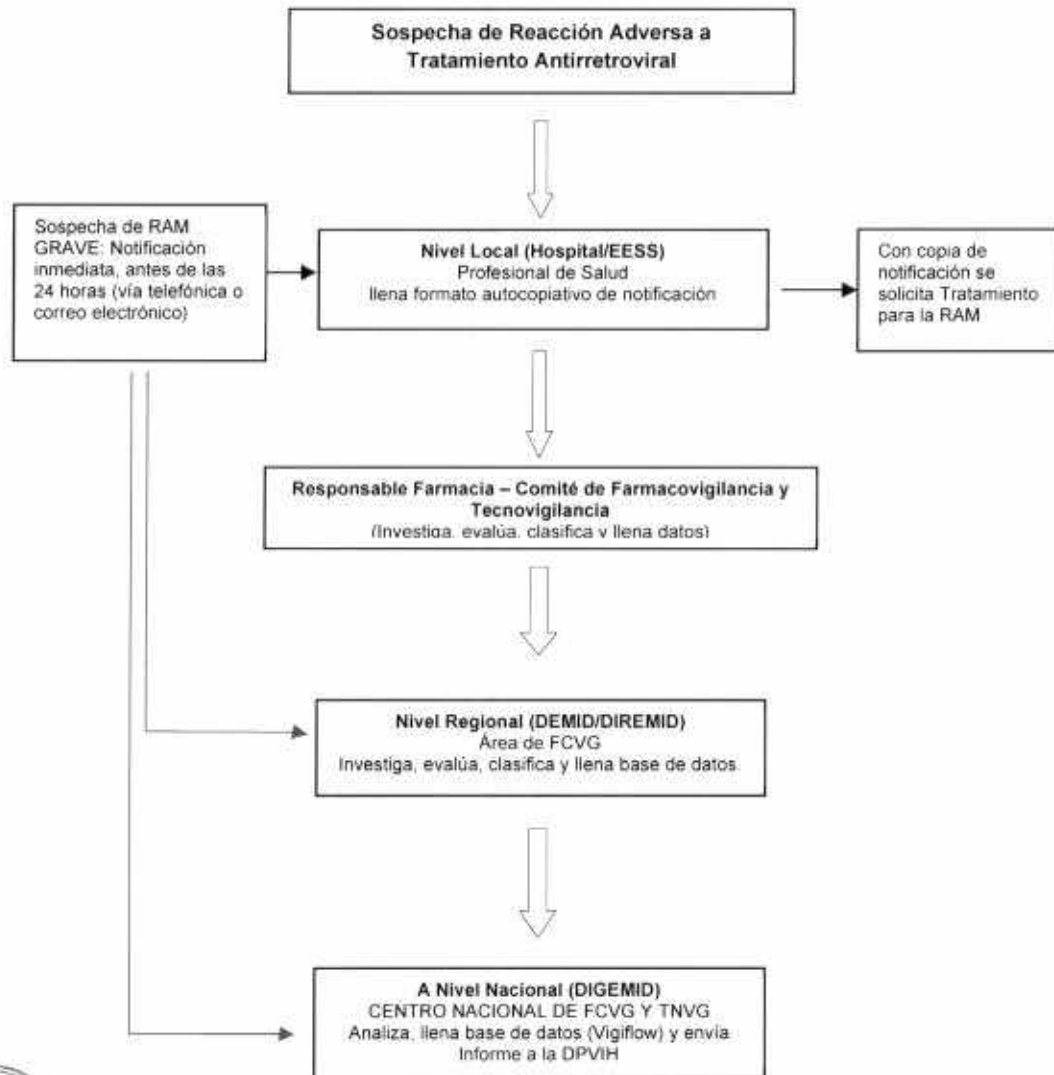 Sospecha de Reacción Adversa a
Tratamiento Antirretroviral
Sospecha de RAM
GRAVE: Notificación
inmediata, antes de las
24 horas (vía telefónica o
correo electrónico)
Nivel Local (Hospital/EESS)
Profesional de Salud
llena formato autocopiativo de notificación
Con copia de
notificación se
solicita Tratamiento
para la RAM
Responsable Farmacia – Comité de Farmacovigilancia y
Tecnovigilancia
(Investiga, evalúa, clasifica y llena datos)
Nivel Regional (DEMID/DIREMID)
Área de FCVG
Investiga, evalúa, clasifica y llena base de datos.
A Nivel Nacional (DIGEMID)
CENTRO NACIONAL DE FCVG Y TNVG
Analiza, llena base de datos (Vigiflow) y envía
Informe a la DPVIH